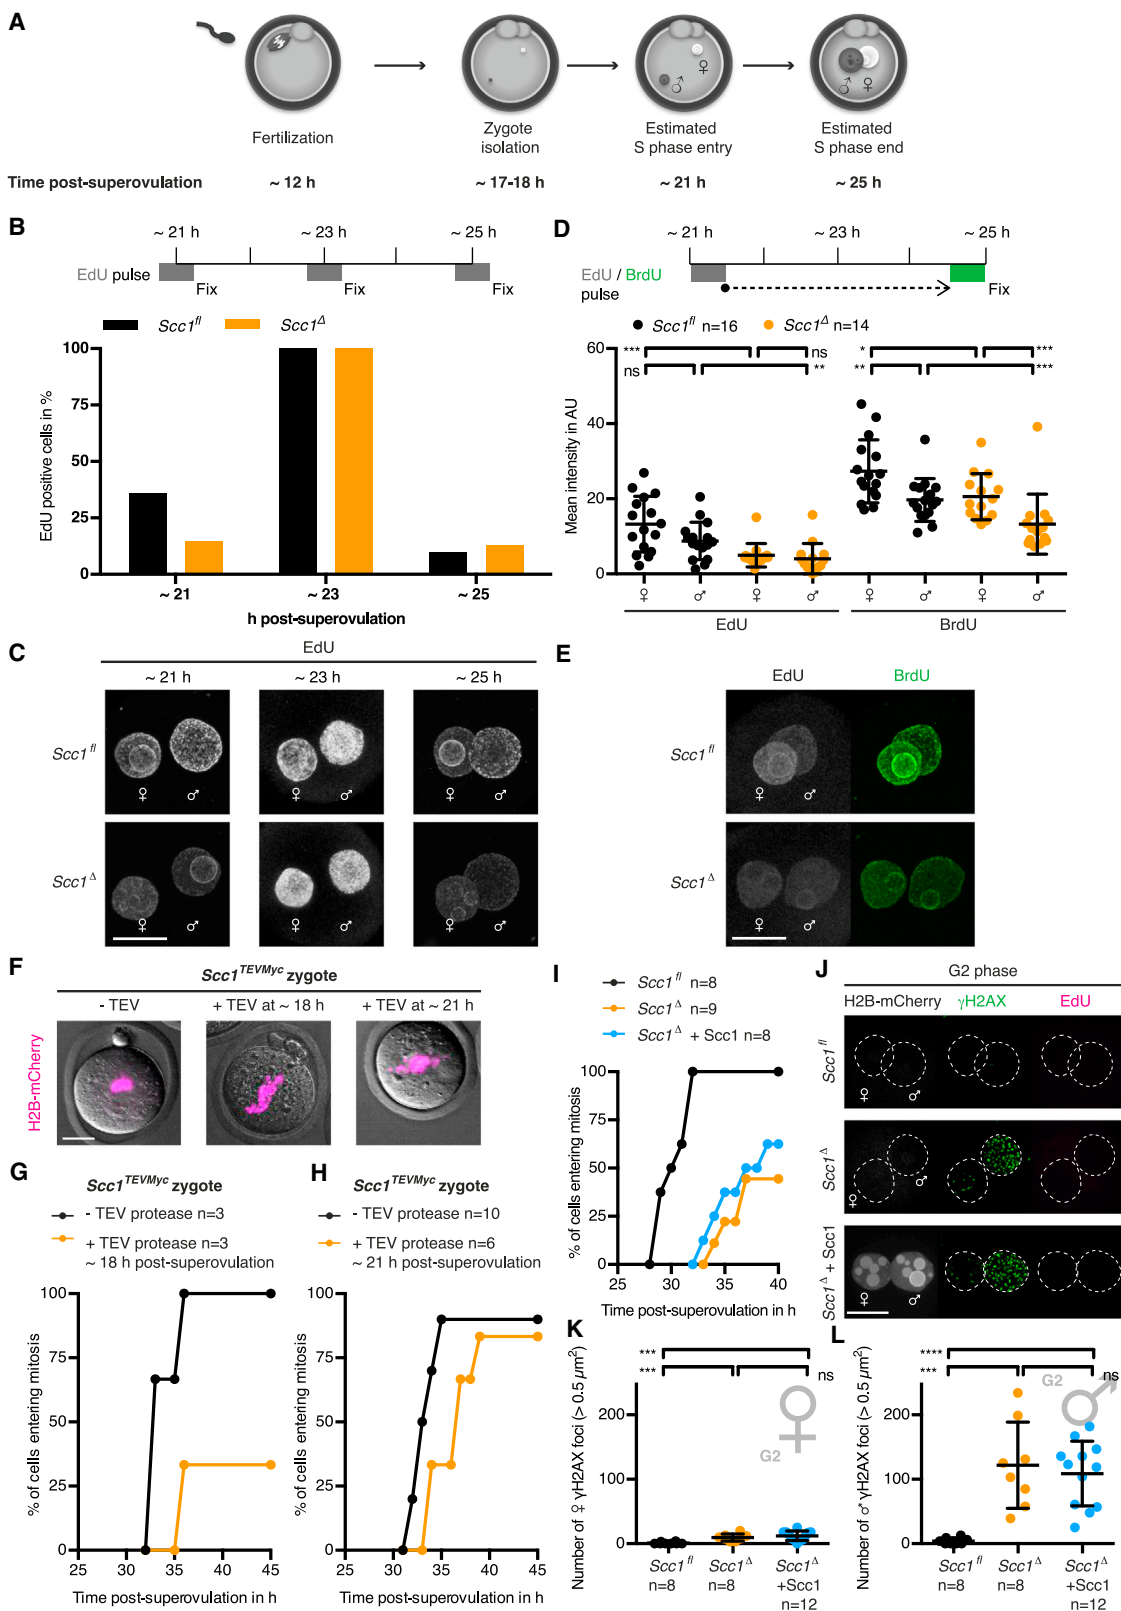 A
Fertilization
Zygote
isolation
♂
♀
Estimated
S phase entry
♂ ♀
Estimated
S phase end
Time post-superovulation
~ 12 h
~ 17-18 h
~ 21 h
~ 25 h
B
~ 21 h
~ 23 h
~ 25 h
EdU pulse
Fix
Fix
Fix
Scc1fl
Scc1Δ
EdU positive cells in %
100
75
50
25
0
~ 21
~ 23
~ 25
h post-superovulation
D
~ 21 h
~ 23 h
~ 25 h
EdU / BrdU
pulse
Fix
Scc1fl n=16
Scc1Δ n=14
*** ns * ***
ns ** ** ***
Mean intensity in AU
60
40
20
0
♀ ♂ ♀ ♂ ♀ ♂ ♀ ♂
EdU
BrdU
C
EdU
~ 21 h
~ 23 h
~ 25 h
Scc1fl
♀ ♂ ♀ ♂ ♀ ♂
Scc1Δ
♀ ♂ ♀ ♂ ♀ ♂
E
EdU
BrdU
Scc1fl
♀ ♂
Scc1Δ
♀ ♂
F
Scc1TEVMyc zygote
- TEV
+ TEV at ~ 18 h
+ TEV at ~ 21 h
H2B-mCherry
G
Scc1TEVMyc zygote
- TEV protease n=3
+ TEV protease n=3
~ 18 h post-superovulation
% of cells entering mitosis
100
75
50
25
0
25 30 35 40 45
Time post-superovulation in h
H
Scc1TEVMyc zygote
- TEV protease n=10
+ TEV protease n=6
~ 21 h post-superovulation
% of cells entering mitosis
100
75
50
25
0
25 30 35 40 45
Time post-superovulation in h
I
Scc1fl n=8
Scc1Δ n=9
Scc1Δ + Scc1 n=8
% of cells entering mitosis
100
75
50
25
0
25 30 35 40
Time post-superovulation in h
J
G2 phase
H2B-mCherry
γH2AX
EdU
Scc1fl
♀ ♂
Scc1Δ
♀ ♂
Scc1Δ + Scc1
♀ ♂
K
***
*** ns
Number of ♀ γH2AX foci (> 0.5 μm2)
200
100
0
G2
Scc1fl
n=8
Scc1Δ
n=8
Scc1Δ
+Scc1
n=12
L
****
*** ns
Number of ♂ γH2AX foci (> 0.5 μm2)
200
100
0
G2
Scc1fl
n=8
Scc1Δ
n=8
Scc1Δ
+Scc1
n=12